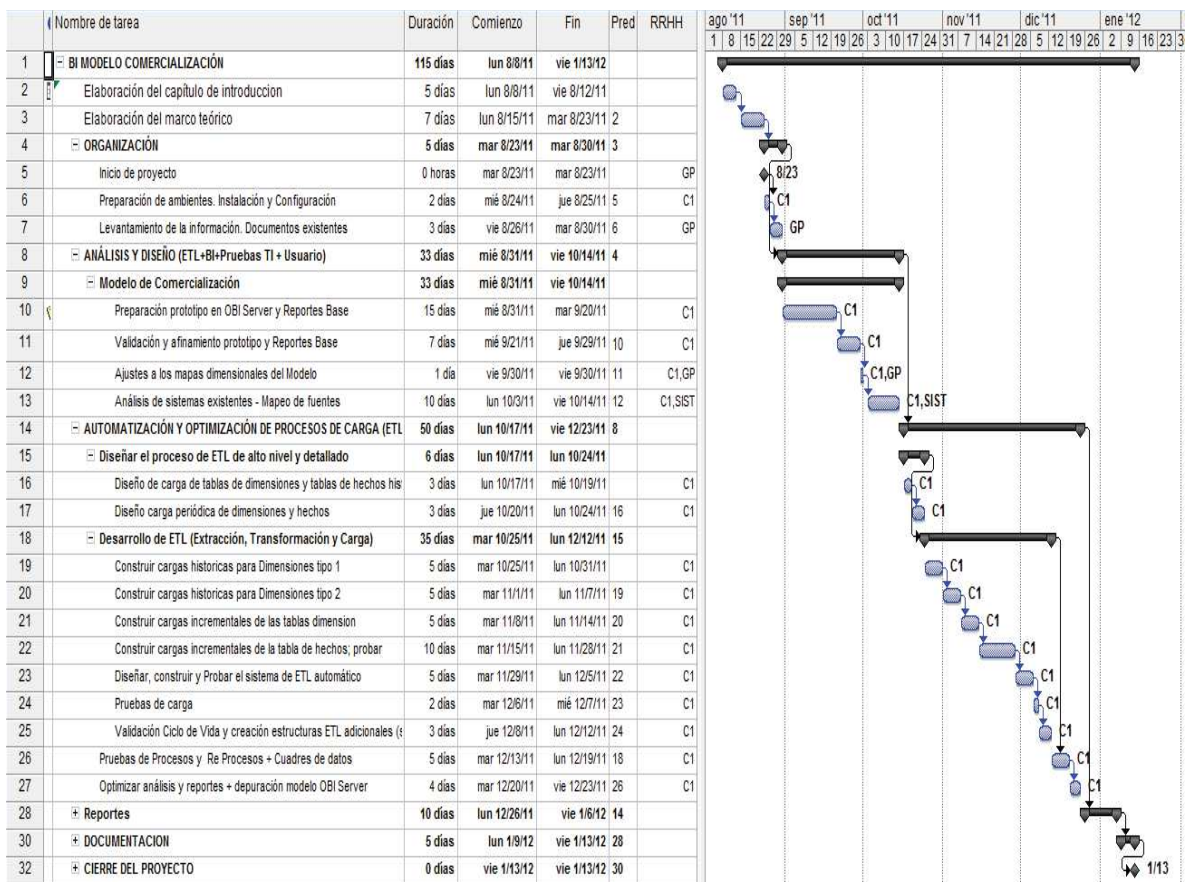 Nombre de tarea Duración Comienzo Fin Pred RRHH ago '11 sep '11 oct '11 nov '11 dic '11 ene '12
1 8 15 22 29 5 12 19 26 3 10 17 24 31 7 14 21 28 5 12 19 26 2 9 16 23 3
1 BI MODELO COMERCIALIZACIÓN 115 días lun 8/8/11 vie 1/13/12
2 Elaboración del capítulo de introduccion 5 días lun 8/8/11 vie 8/12/11
3 Elaboración del marco teórico 7 días lun 8/15/11 mar 8/23/11 2
4 ORGANIZACIÓN 5 días mar 8/23/11 mar 8/30/11 3
5 Inicio de proyecto 0 horas mar 8/23/11 mar 8/23/11 GP 8/23
6 Preparación de ambientes. Instalación y Configuración 2 días mié 8/24/11 jue 8/25/11 5 C1 C1
7 Levantamiento de la información. Documentos existentes 3 días vie 8/26/11 mar 8/30/11 6 GP GP
8 ANÁLISIS Y DISEÑO (ETL+BI+Pruebas TI + Usuario) 33 días mié 8/31/11 vie 10/14/11 4
9 Modelo de Comercialización 33 días mié 8/31/11 vie 10/14/11
10 Preparación prototipo en OBI Server y Reportes Base 15 días mié 8/31/11 mar 9/20/11 C1 C1
11 Validación y afinamiento prototipo y Reportes Base 7 días mié 9/21/11 jue 9/29/11 10 C1 C1
12 Ajustes a los mapas dimensionales del Modelo 1 día vie 9/30/11 vie 9/30/11 11 C1,GP C1,GP
13 Análisis de sistemas existentes - Mapeo de fuentes 10 días lun 10/3/11 vie 10/14/11 12 C1,SIST C1,SIST
14 AUTOMATIZACIÓN Y OPTIMIZACIÓN DE PROCESOS DE CARGA (ETL 50 días lun 10/17/11 vie 12/23/11 8
15 Diseñar el proceso de ETL de alto nivel y detallado 6 días lun 10/17/11 lun 10/24/11
16 Diseño de carga de tablas de dimensiones y tablas de hechos his 3 días lun 10/17/11 mié 10/19/11 C1 C1
17 Diseño carga periódica de dimensiones y hechos 3 días jue 10/20/11 lun 10/24/11 16 C1 C1
18 Desarrollo de ETL (Extracción, Transformación y Carga) 35 días mar 10/25/11 lun 12/12/11 15
19 Construir cargas historicas para Dimensiones tipo 1 5 días mar 10/25/11 lun 10/31/11 C1 C1
20 Construir cargas historicas para Dimensiones tipo 2 5 días mar 11/1/11 lun 11/7/11 19 C1 C1
21 Construir cargas incrementales de las tablas dimension 5 días mar 11/8/11 lun 11/14/11 20 C1 C1
22 Construir cargas incrementales de la tabla de hechos; probar 10 días mar 11/15/11 lun 11/28/11 21 C1 C1
23 Diseñar, construir y Probar el sistema de ETL automático 5 días mar 11/29/11 lun 12/5/11 22 C1 C1
24 Pruebas de carga 2 días mar 12/6/11 mié 12/7/11 23 C1 C1
25 Validación Ciclo de Vida y creación estructuras ETL adicionales (s 3 días jue 12/8/11 lun 12/12/11 24 C1 C1
26 Pruebas de Procesos y Re Procesos + Cuadres de datos 5 días mar 12/13/11 lun 12/19/11 18 C1 C1
27 Optimizar análisis y reportes + depuración modelo OBI Server 4 días mar 12/20/11 vie 12/23/11 26 C1 C1
28 Reportes 10 días lun 12/26/11 vie 1/6/12 14
30 DOCUMENTACION 5 días lun 1/9/12 vie 1/13/12 28
32 CIERRE DEL PROYECTO 0 días vie 1/13/12 vie 1/13/12 30 1/13